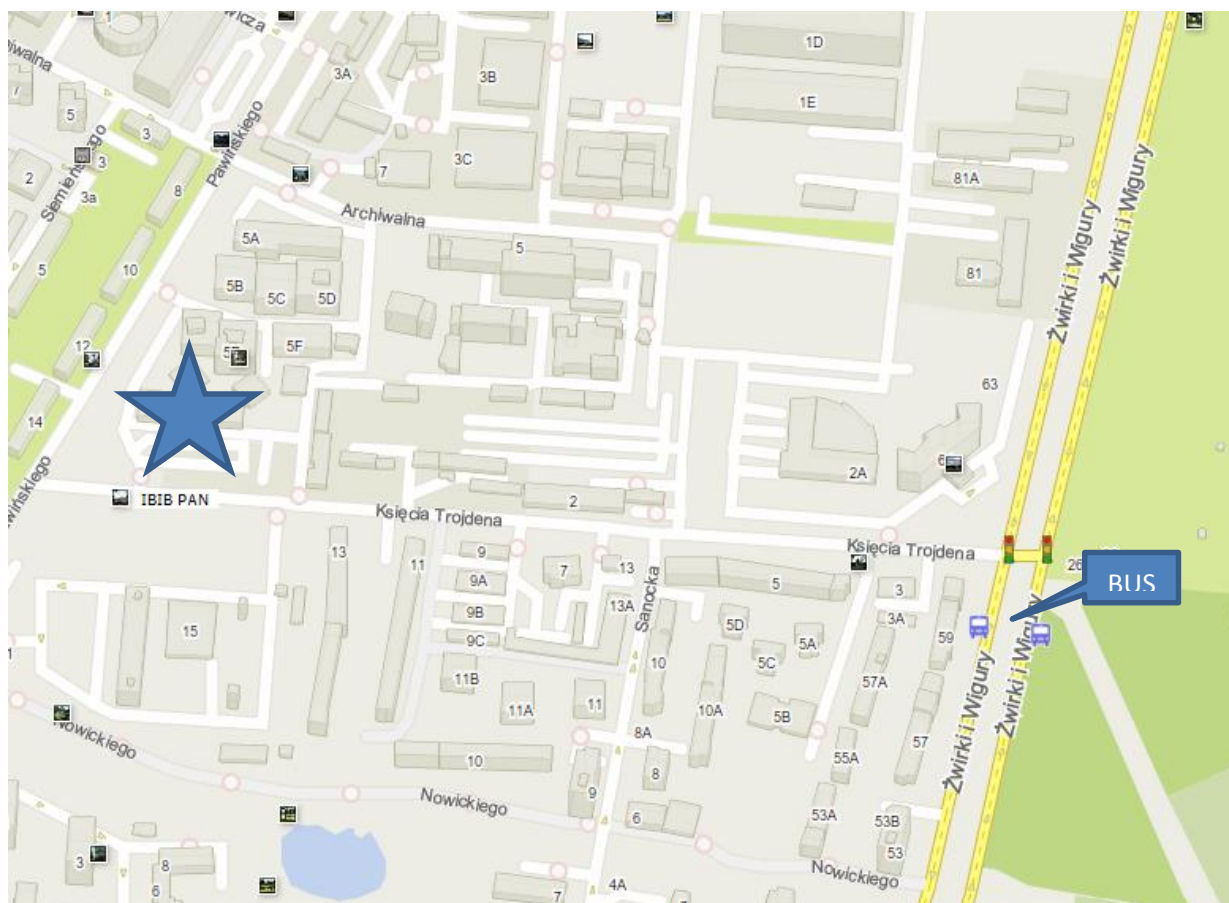 1D
3A
3B
1E
7
5
3
3C
Pawińskiego
3
81A
2
7
3a
8
Siemieńskiego
Archiwalna
5A
5
Żwirki i Wigury
Żwirki i Wigury
5
10
81
5B
5C
5D
12
5F
63
14
2A
IBIB PAN
2
Księcia Trojdena
Księcia Trojdena
13
11
9
7
13
5
3
BUS
9A
13A
Sanocka
3A
15
9B
5D
59
9C
10
5C
5A
11B
57A
11A
11
10A
5B
Żwirki i Wigury
Żwirki i Wigury
Nowickiego
8A
57
10
55A
8
Nowickiego
9
6
53A
53B
53
3
8
Nowickiego
6
7
4A